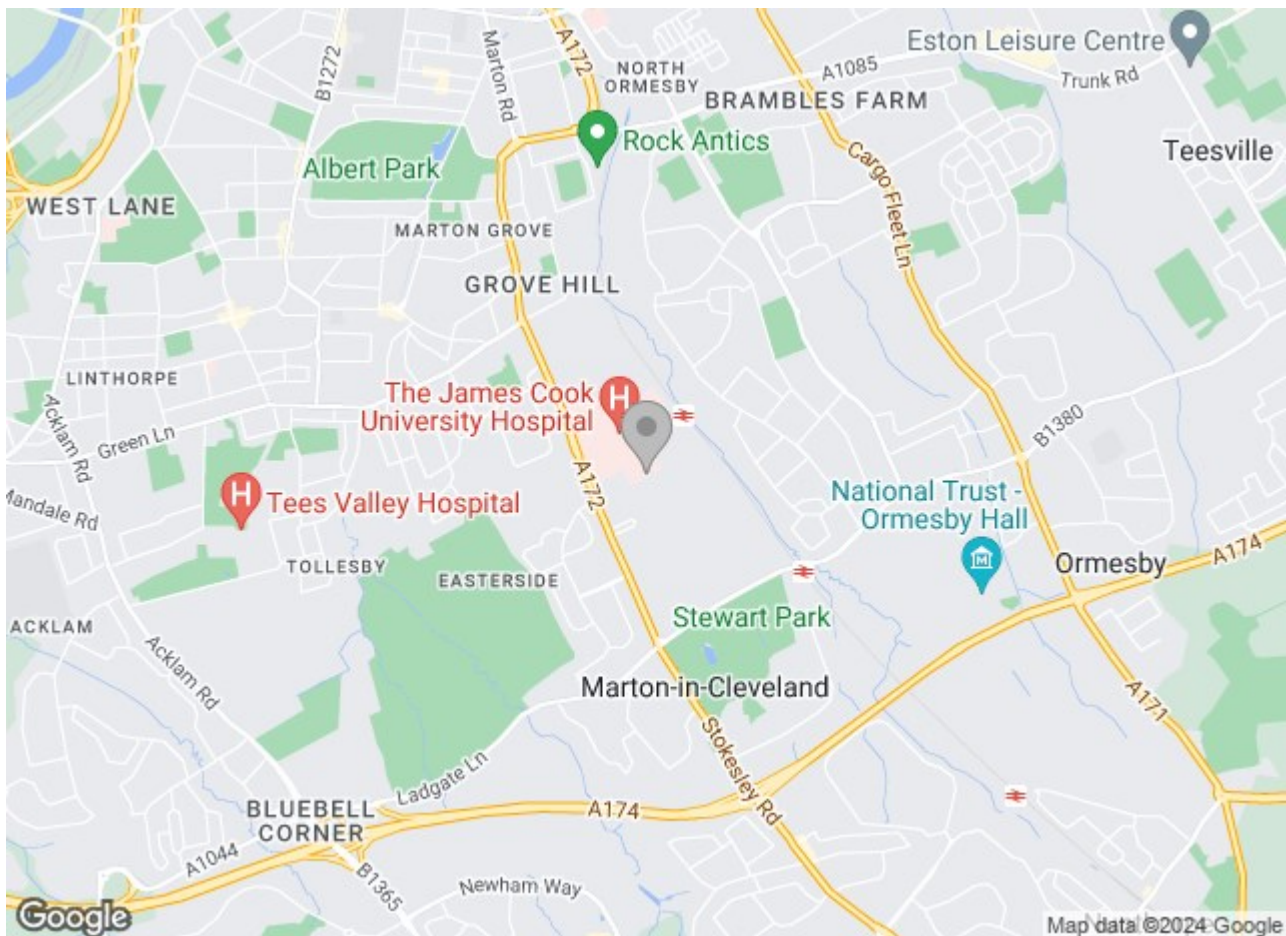 Eston Leisure Centre
A1085
Trunk Rd
B1272
Marton Rd
A172
NORTH
ORMESBY
BRAMBLES FARM
Rock Antics
Cargo Fleet Ln
Teesville
Albert Park
WEST LANE
MARTON GROVE
GROVE HILL
LINTHORPE
Acklam Rd
Green Ln
The James Cook
University Hospital
B1380
Mandale Rd
Tees Valley Hospital
A172
National Trust -
Ormesby Hall
A174
Ormesby
TOLLESBY
EASTERSIDE
Stewart Park
ACKLAM
Acklam Rd
Marton-in-Cleveland
A171
Stokesley Rd
Ladgate Ln
BLUEBELL
CORNER
A174
A1044
B1365
Newham Way
Google
Map data ©2024 Google